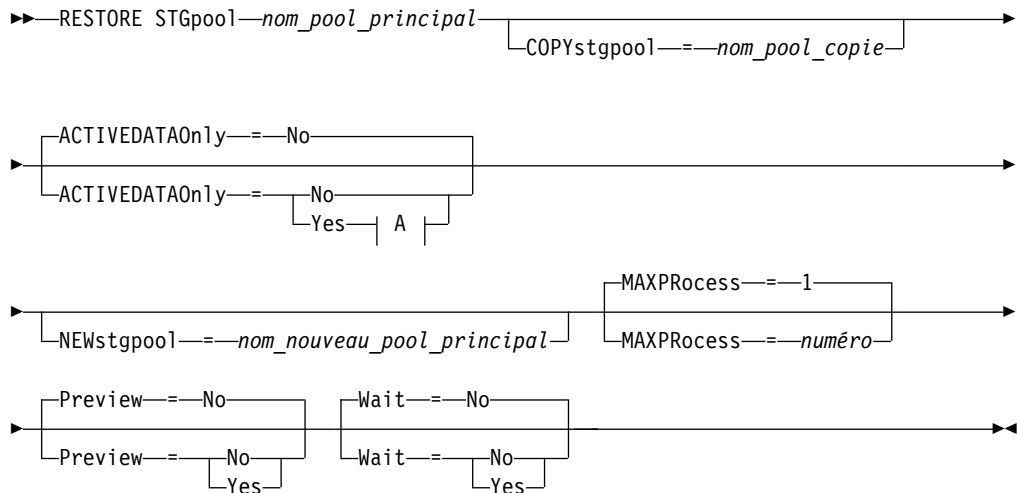 RESTORE STGpool nom_pool_principal
COPYstgpool = nom_pool_copie
ACTIVEDATAOnly = No
ACTIVEDATAOnly = No
Yes A
MAXPRocess = 1
NEWstgpool = nom_nouveau_pool_principal MAXPRocess = numéro
Preview = No Wait = No
Preview = No Wait = No
Yes Yes